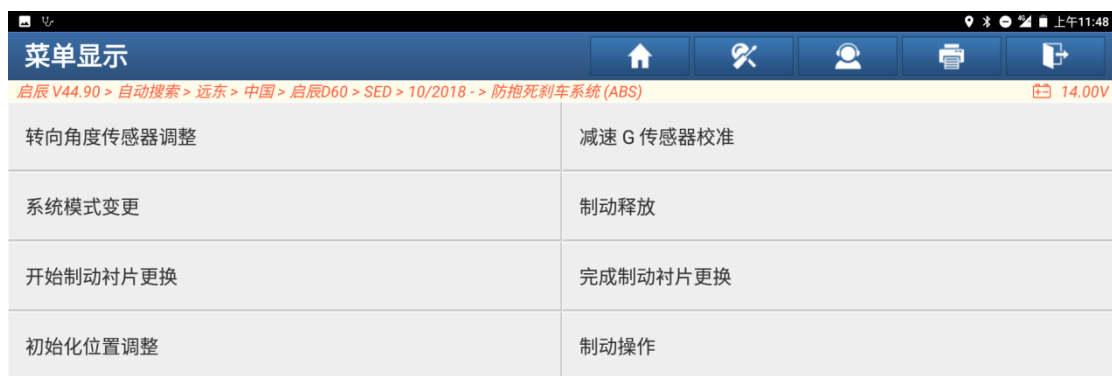 上午11:48
菜单显示
启辰 V44.90 > 自动搜索 > 远东 > 中国 > 启辰D60 > SED > 10/2018 - > 防抱死刹车系统 (ABS) 14.00V
转向角度传感器调整 减速 G 传感器校准
系统模式变更 制动释放
开始制动衬片更换 完成制动衬片更换
初始化位置调整 制动操作